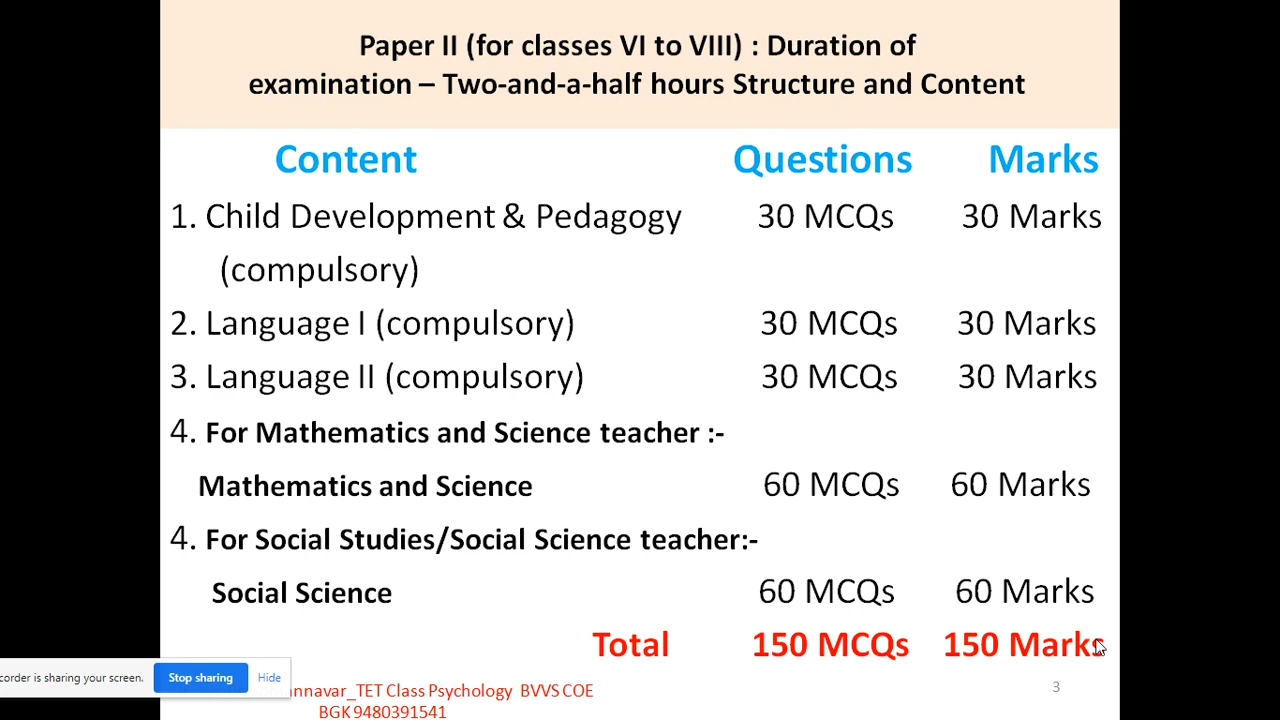 Paper II (for classes VI to VIII) : Duration of
examination – Two-and-a-half hours Structure and Content
Content Questions Marks
1. Child Development & Pedagogy 30 MCQs 30 Marks
(compulsory)
2. Language I (compulsory) 30 MCQs 30 Marks
3. Language II (compulsory) 30 MCQs 30 Marks
4. For Mathematics and Science teacher :-
Mathematics and Science 60 MCQs 60 Marks
4. For Social Studies/Social Science teacher:-
Social Science 60 MCQs 60 Marks
Total 150 MCQs 150 Marks
is sharing your screen. Stop sharing Hide
TET Class Psychology BVVS COE 3
BGK 9480391541